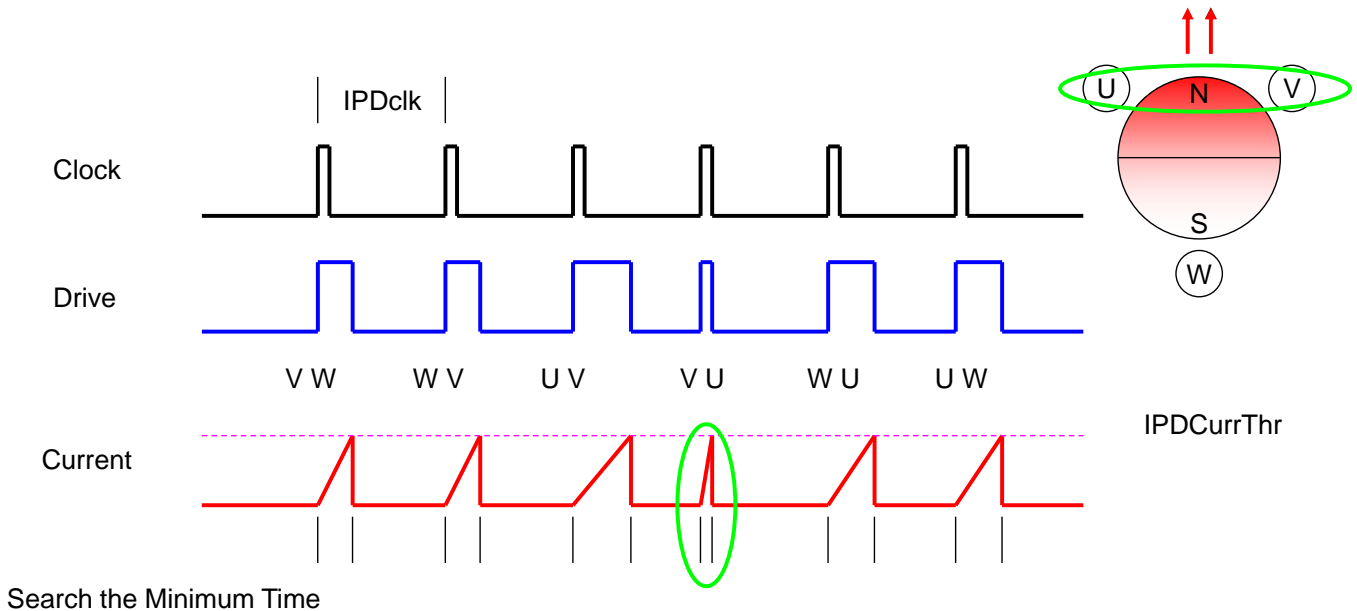 IPDclk
U
N
V
Clock
S
W
Drive
V W
W V
U V
V U
W U
U W
IPDCurrThr
Current
Search the Minimum Time